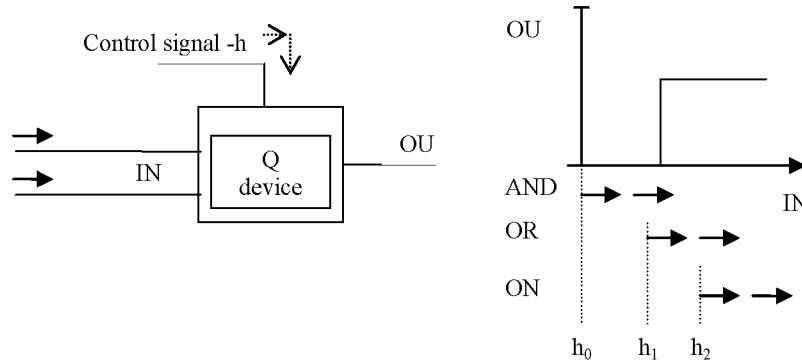 Control signal -h
IN
Q
device
OU
OU
IN
AND
OR
ON
h₀
h₁
h₂